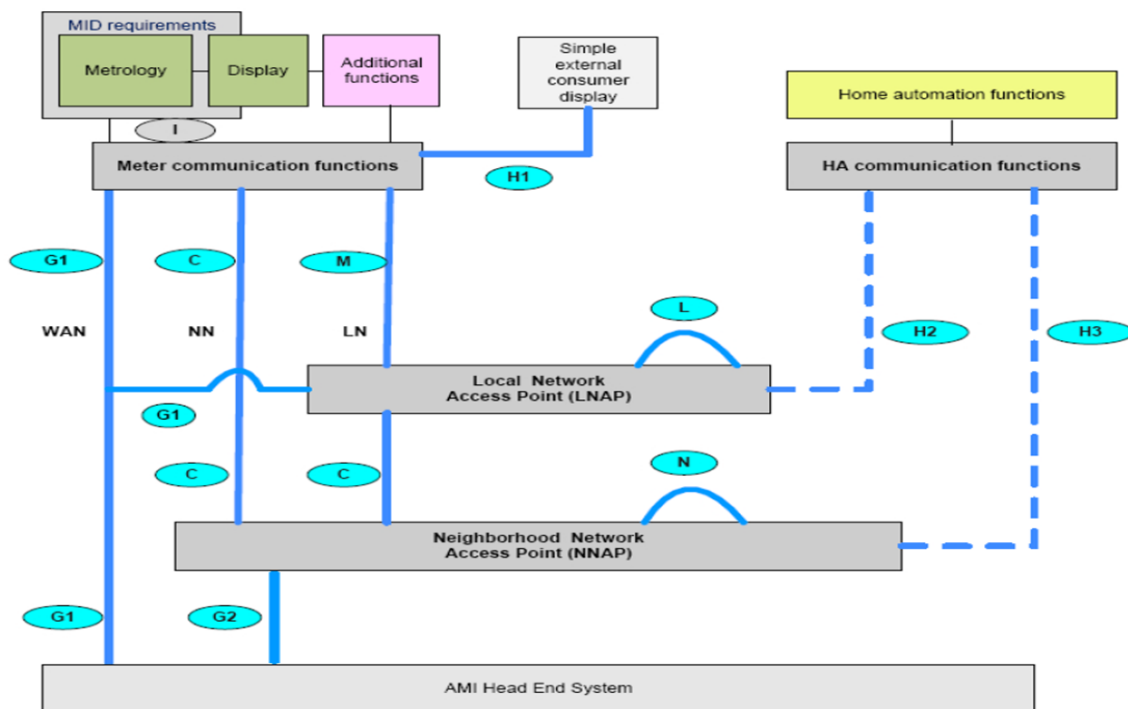 MID requirements
Metrology
Display
Additional
functions
Simple
external
consumer
display
Home automation functions
I
Meter communication functions
HA communication functions
H1
G1
C
M
WAN
NN
LN
L
H2
H3
Local Network
Access Point (LNAP)
G1
C
C
N
Neighborhood Network
Access Point (NNAP)
G1
G2
AMI Head End System